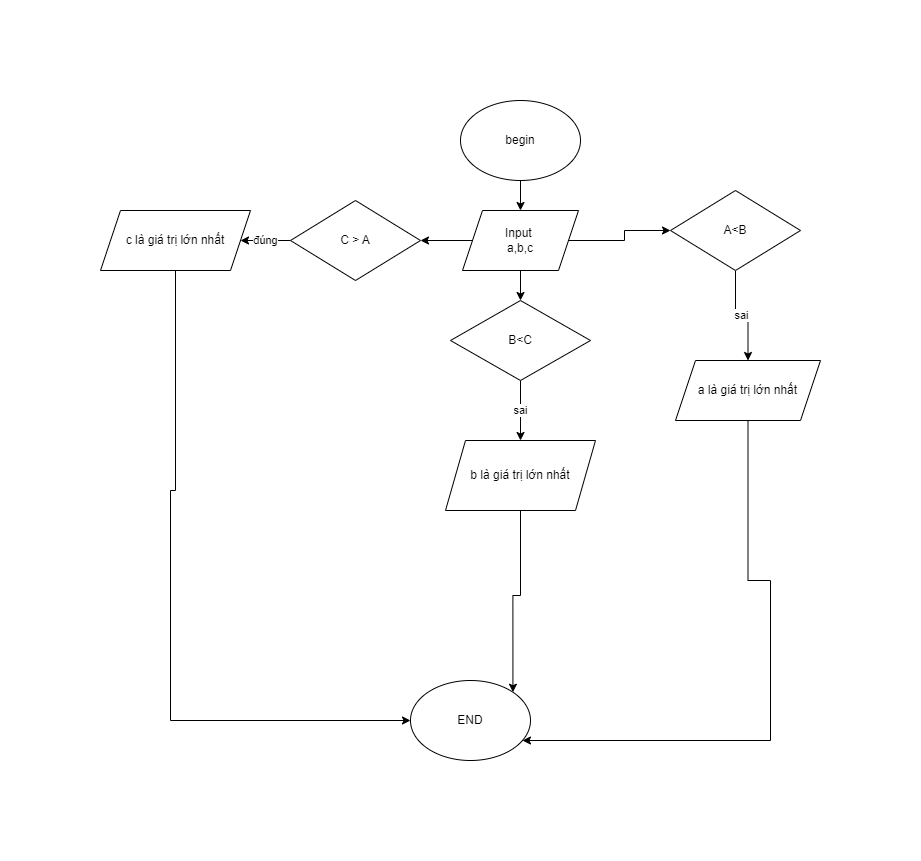 begin
Input
a,b,c
A<B
C > A
đúng
c là giá trị lớn nhất
B<C
sai
sai
a là giá trị lớn nhất
b là giá trị lớn nhất
END